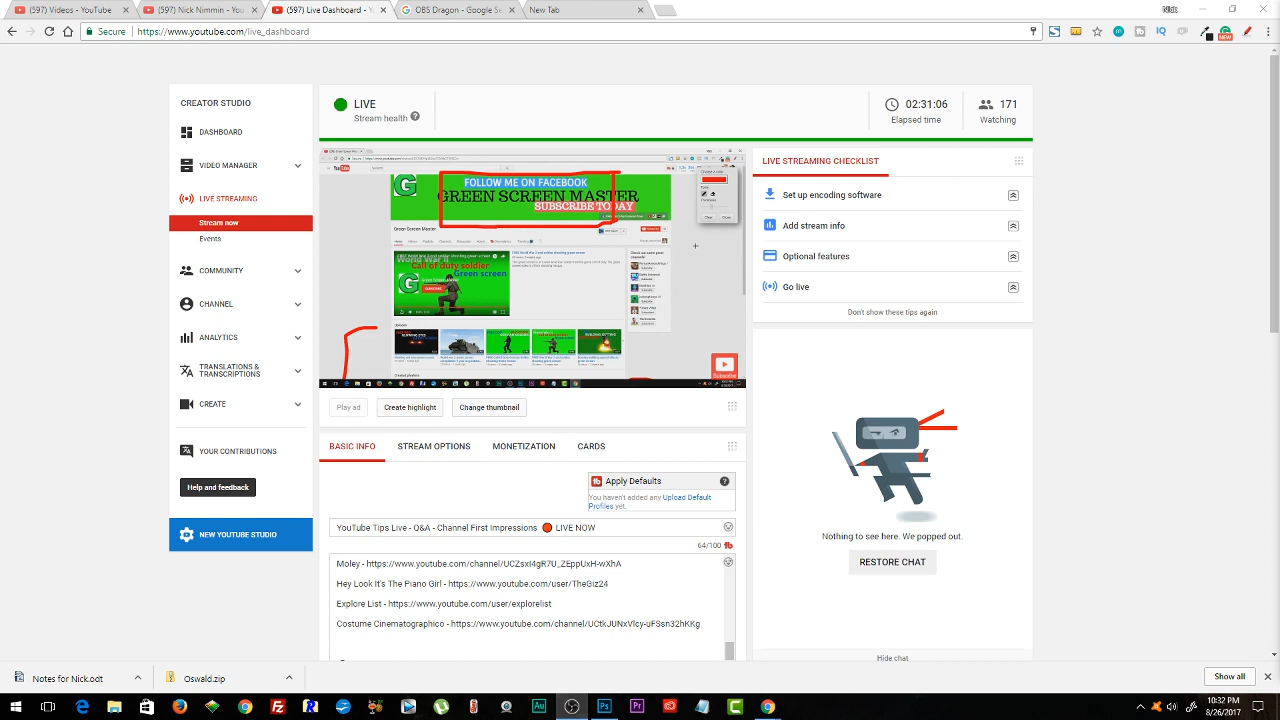 (597) Videos - YouTube
(597) Nick Nimmin - You
(597) Live Dashboard - Y
OBS Dragon - Google Se
New Tab
Nick
Secure
https://www.youtube.com/live_dashboard
NEW
CREATOR STUDIO
DASHBOARD
VIDEO MANAGER
LIVE STREAMING
Stream now
Events
COMMUNITY
CHANNEL
ANALYTICS
TRANSLATIONS &
TRANSCRIPTIONS
CREATE
YOUR CONTRIBUTIONS
Help and feedback
NEW YOUTUBE STUDIO
LIVE
Stream health
02:31:06
Elapsed time
171
Watching
FOLLOW ME ON FACEBOOK
GREEN SCREEN MASTER
SUBSCRIBE TODAY
Green Screen Master
World War II
Call of duty soldier
Green screen
Subscribe
Play ad
Create highlight
Change thumbnail
BASIC INFO
STREAM OPTIONS
MONETIZATION
CARDS
Apply Defaults
You haven't added any Upload Default
Profiles yet.
YouTube Tips Live - Q&A - Channel First Impressions 🔴 LIVE NOW
64/100
Moley - https://www.youtube.com/channel/UCZsxI4gR7U_ZEppUxH-wXhA
Hey Look It's The Piano Girl - https://www.youtube.com/user/TheGiz24
Explore List - https://www.youtube.com/user/explorelist
Costume Cinematographico - https://www.youtube.com/channel/UCtkJUNxVlcy-uFSsn32hKKg
LIVE STREAMING CHECKLIST
Set up encoding software
Add stream info
Optional features
Go live
Don't show these tips again
Nothing to see here. We popped out.
RESTORE CHAT
Hide chat
Notes for Nick.odt
Oswald.zip
Show all
10:32 PM
8/26/2017